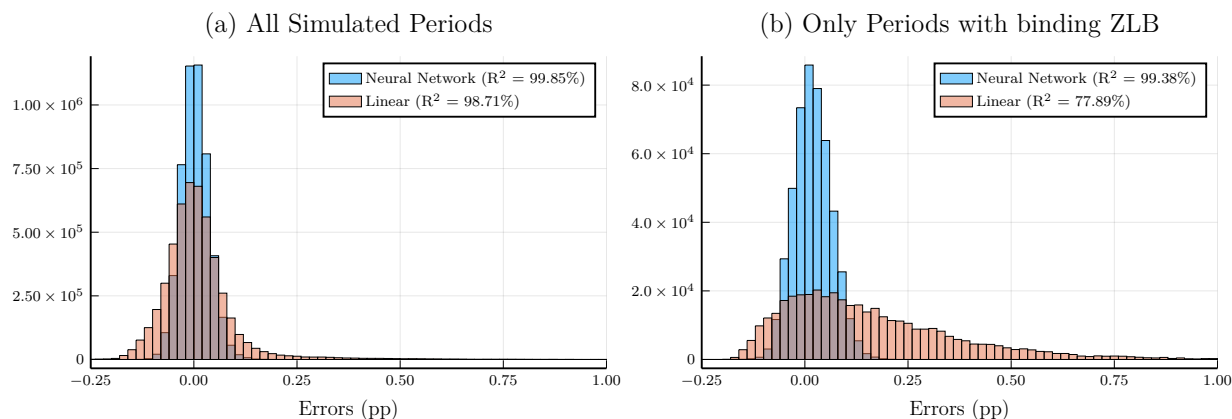 (a) All Simulated Periods
1.00 × 10⁶
7.50 × 10⁵
5.00 × 10⁵
2.50 × 10⁵
0
Neural Network (R² = 99.85%)
Linear (R² = 98.71%)
−0.25 0.00 0.25 0.50 0.75 1.00
Errors (pp)
(b) Only Periods with binding ZLB
8.0 × 10⁴
6.0 × 10⁴
4.0 × 10⁴
2.0 × 10⁴
0
Neural Network (R² = 99.38%)
Linear (R² = 77.89%)
−0.25 0.00 0.25 0.50 0.75 1.00
Errors (pp)